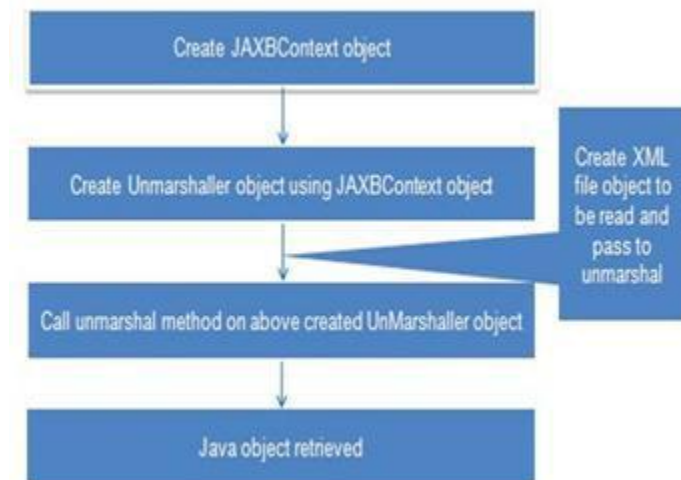 Create JAXBContext object
Create Unmarshaller object using JAXBContext object
Create XML
file object to
be read and
pass to
unmarshal
Call unmarshal method on above created UnMarshaller object
Java object retrieved